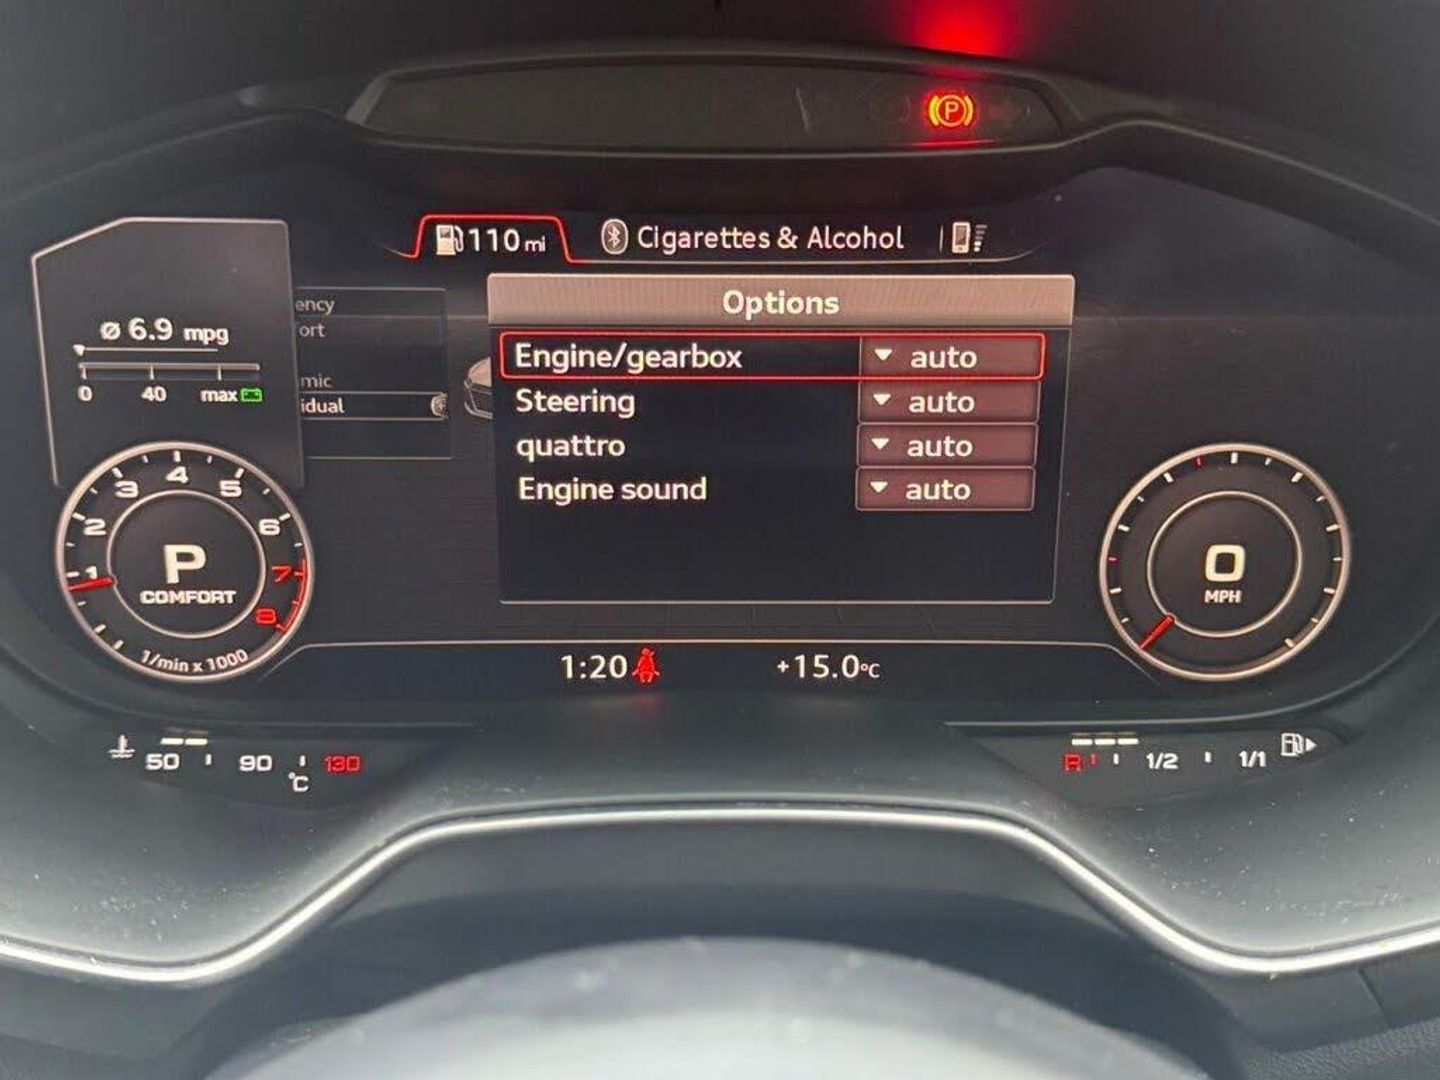 P
110 mi
Cigarettes & Alcohol
Options
ency
ort
mic
idual
Ø 6.9 mpg
0 40 max
Engine/gearbox auto
Steering auto
quattro auto
Engine sound auto
1 2 3 4 5 6 7 8
P
COMFORT
1/min x 1000
0
MPH
1:20
+15.0°C
50 90 130
°C
R 1/2 1/1